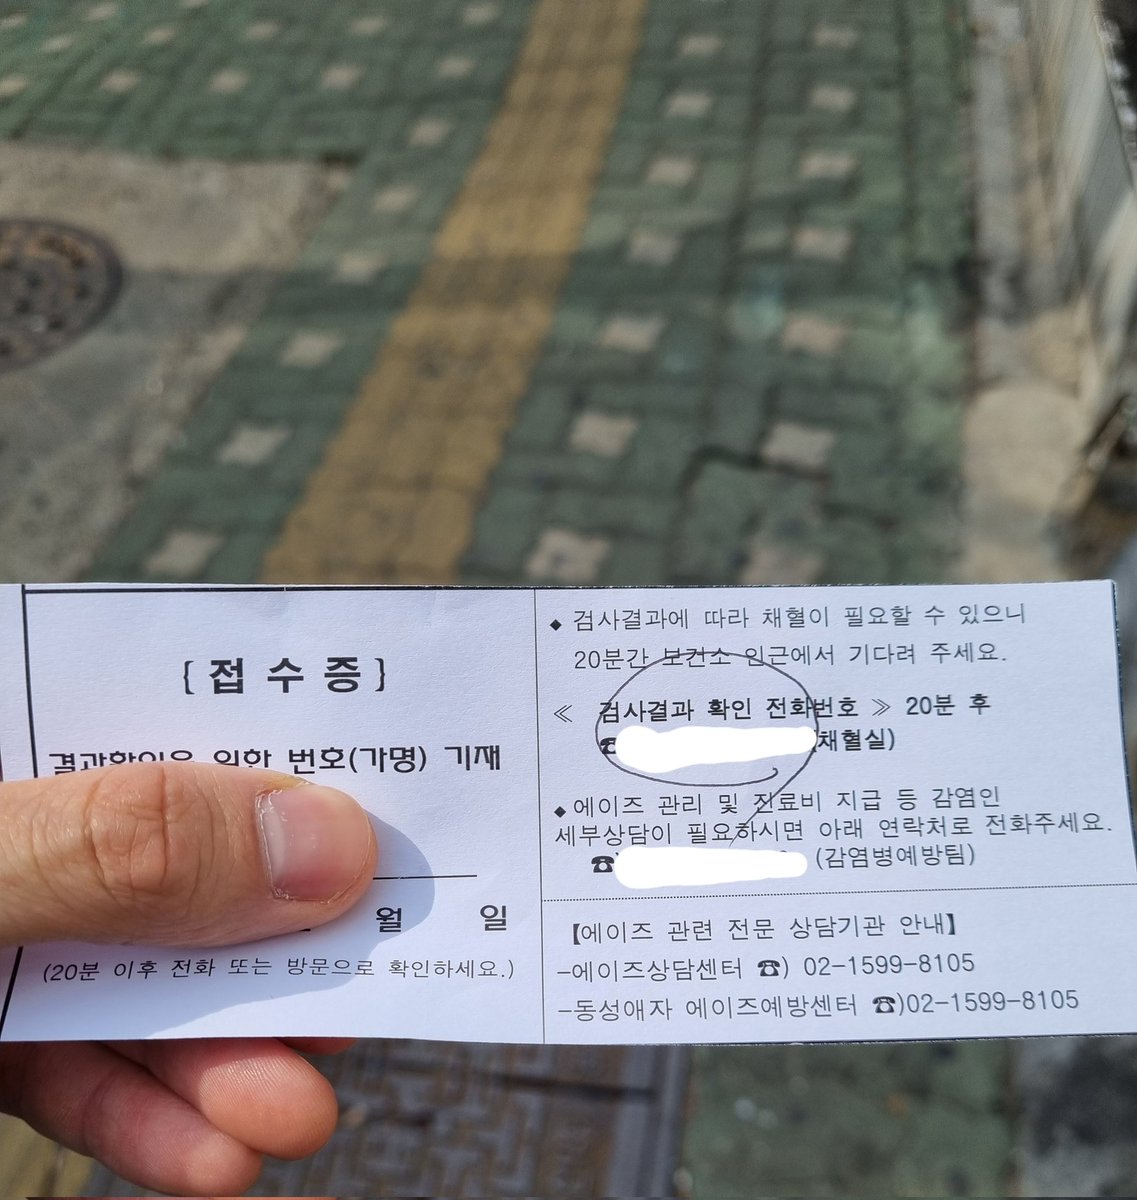 [접수증]
결과확인을 위한 번호(가명) 기재
월 일
(20분 이후 전화 또는 방문으로 확인하세요.)
◆ 검사결과에 따라 채혈이 필요할 수 있으니
20분간 보건소 인근에서 기다려 주세요.
≪ 검사결과 확인 전화번호 ≫ 20분 후
☎ (채혈실)
◆ 에이즈 관리 및 진료비 지급 등 감염인
세부상담이 필요하시면 아래 연락처로 전화주세요.
☎) (감염병예방팀)
【에이즈 관련 전문 상담기관 안내】
-에이즈상담센터 ☎) 02-1599-8105
-동성애자 에이즈예방센터 ☎)02-1599-8105